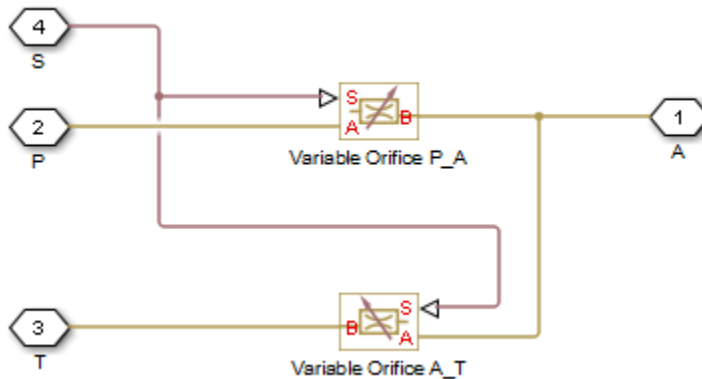 4
S
S
2
A
B
1
P
Variable Orifice P_A
A
S
3
B
A
T
Variable Orifice A_T